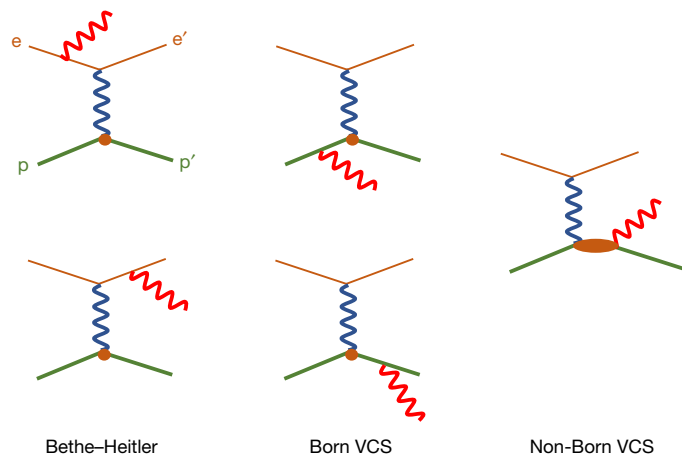 e
e′
p
p′
Bethe–Heitler
Born VCS
Non-Born VCS